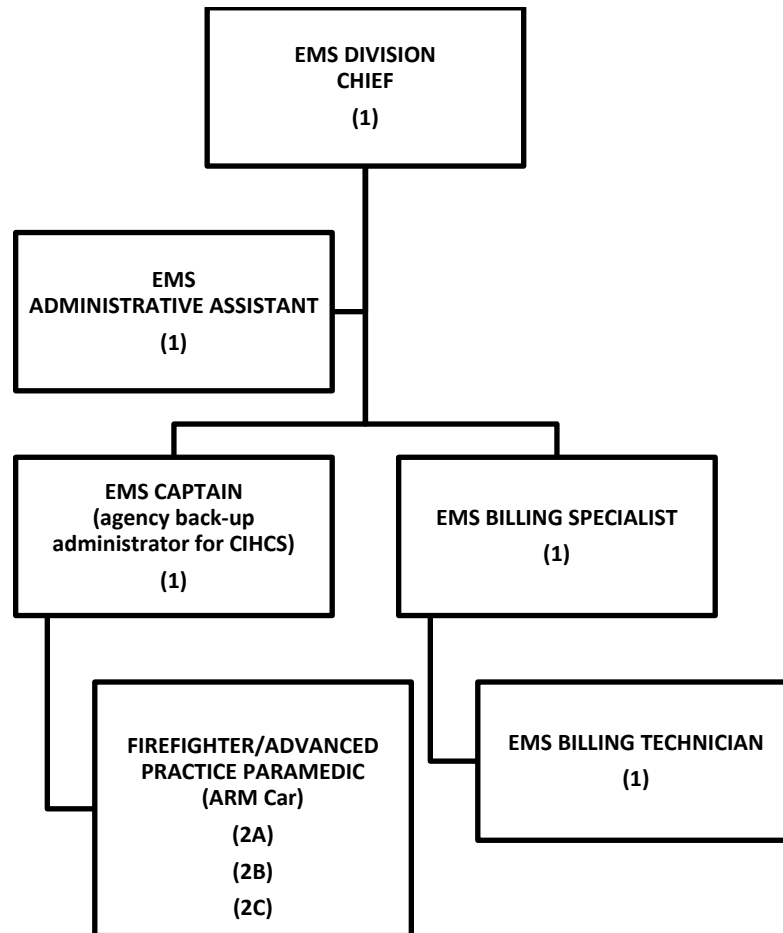 EMS DIVISION
CHIEF
(1)
EMS
ADMINISTRATIVE ASSISTANT
(1)
EMS CAPTAIN
(agency back-up
administrator for CIHCS)
(1)
EMS BILLING SPECIALIST
(1)
FIREFIGHTER/ADVANCED
PRACTICE PARAMEDIC
(ARM Car)
(2A)
(2B)
(2C)
EMS BILLING TECHNICIAN
(1)